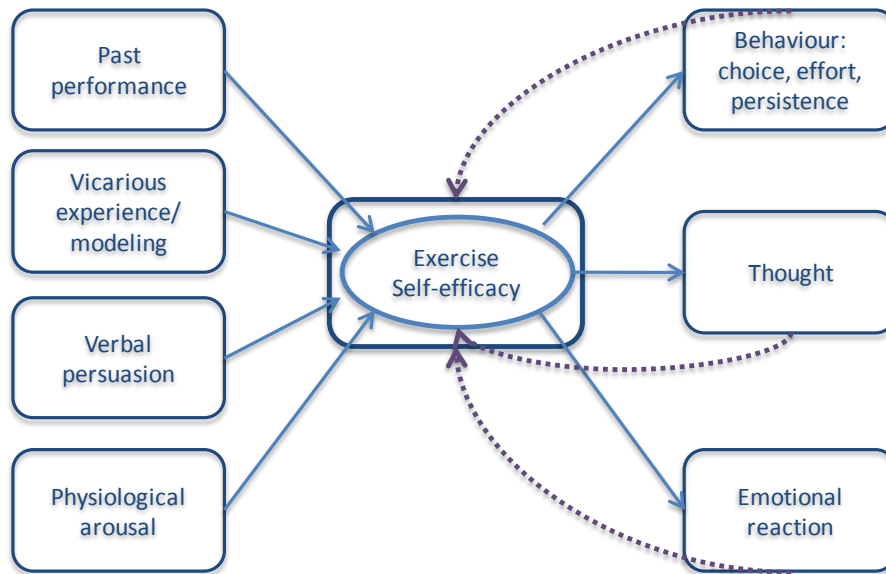 Past
performance
Vicarious
experience/
modeling
Verbal
persuasion
Physiological
arousal
Exercise
Self-efficacy
Behaviour:
choice, effort,
persistence
Thought
Emotional
reaction